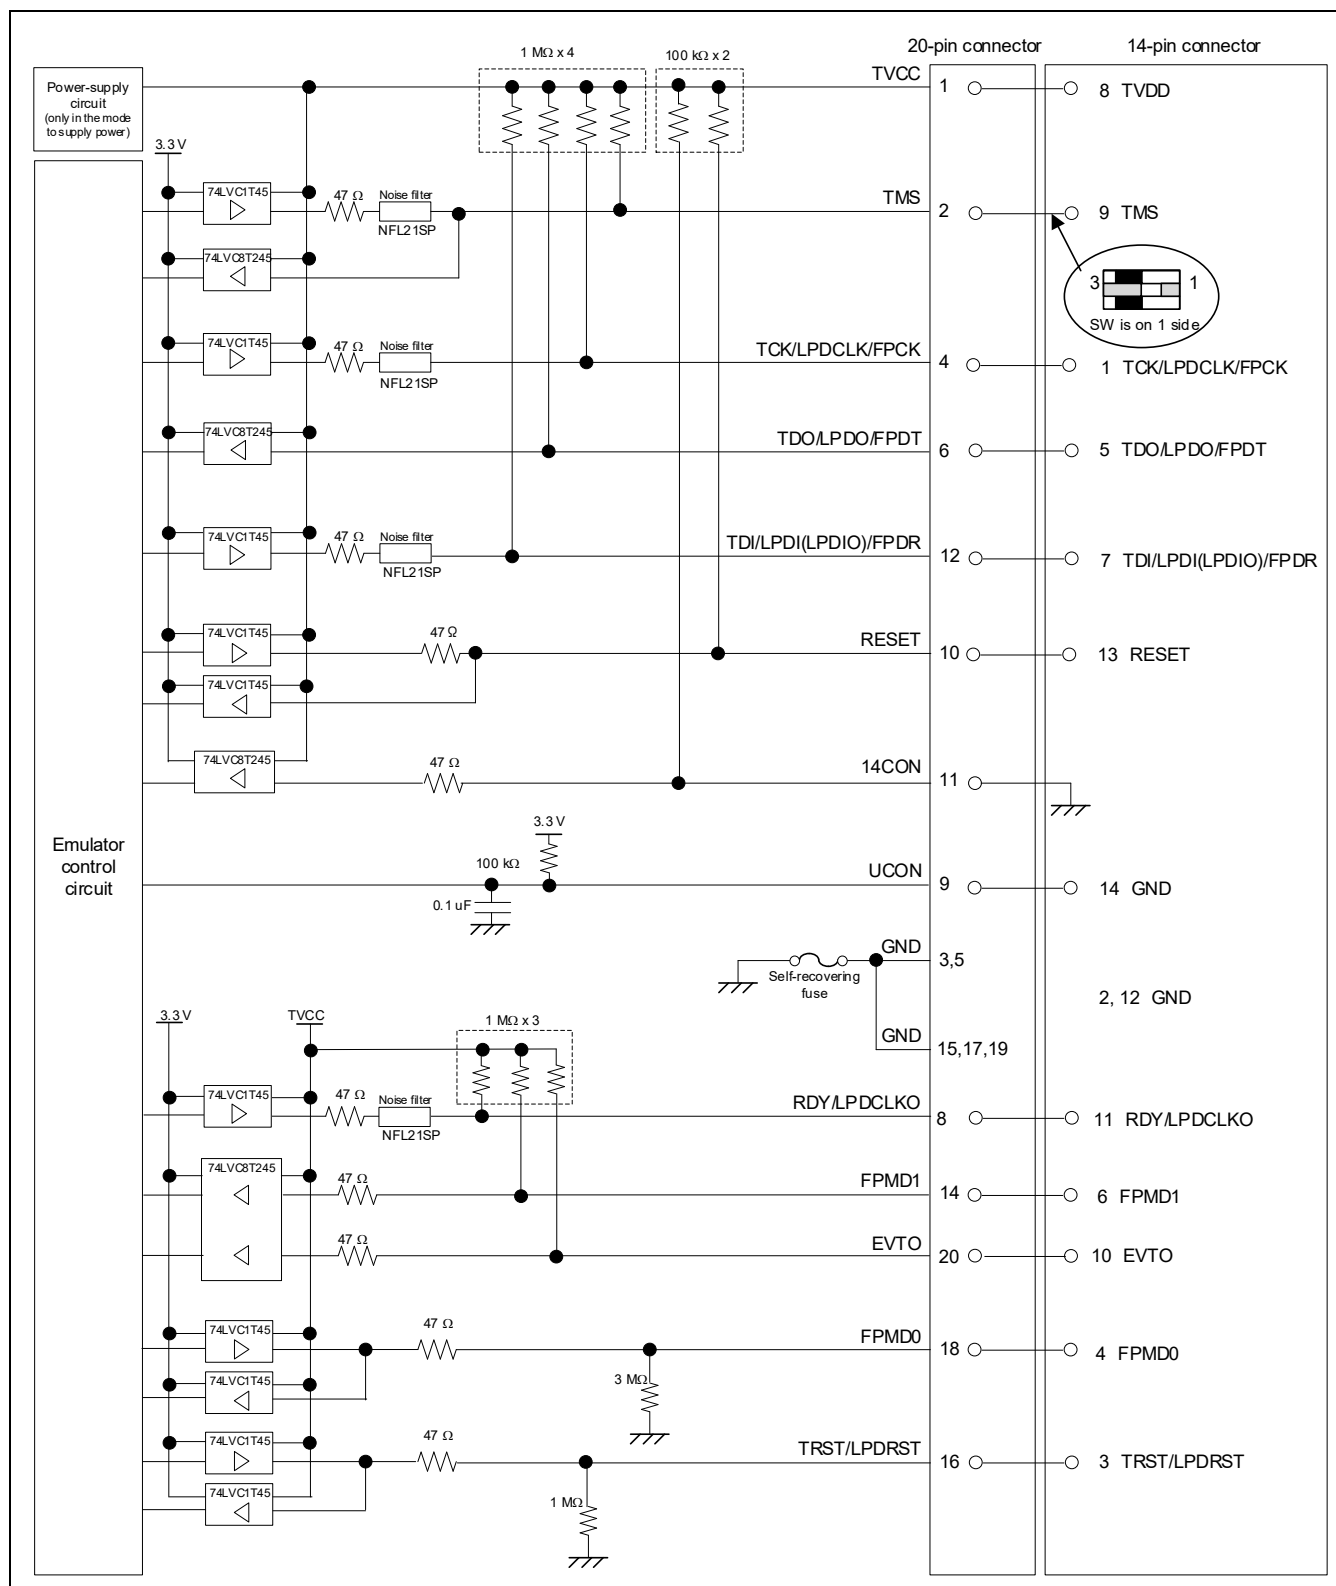 20-pin connector
14-pin connector
1 MΩ x 4
100 kΩ x 2
Power-supply
circuit
(only in the mode
to supply power)
TVCC
1
8 TVDD
3.3 V
74LVC1T45
47 Ω
Noise filter
NFL21SP
TMS
2
9 TMS
74LVC8T245
3
1
SW is on 1 side
74LVC1T45
47 Ω
Noise filter
NFL21SP
TCK/LPDCLK/FPCK
4
1 TCK/LPDCLK/FPCK
74LVC8T245
TDO/LPDO/FPDT
6
5 TDO/LPDO/FPDT
74LVC1T45
47 Ω
Noise filter
NFL21SP
TDI/LPDI(LPDIO)/FPDR
12
7 TDI/LPDI(LPDIO)/FPDR
74LVC1T45
47 Ω
RESET
10
13 RESET
74LVC1T45
74LVC8T245
47 Ω
14CON
11
Emulator
control
circuit
3.3 V
100 kΩ
0.1 uF
UCON
9
14 GND
GND
3,5
Self-recovering
fuse
2, 12 GND
GND
15,17,19
3.3 V
TVCC
1 MΩ x 3
74LVC1T45
47 Ω
Noise filter
NFL21SP
RDY/LPDCLKO
8
11 RDY/LPDCLKO
74LVC8T245
47 Ω
FPMD1
14
6 FPMD1
47 Ω
EVTO
20
10 EVTO
74LVC1T45
47 Ω
FPMD0
18
4 FPMD0
74LVC1T45
3 MΩ
74LVC1T45
47 Ω
TRST/LPDRST
16
3 TRST/LPDRST
74LVC1T45
1 MΩ